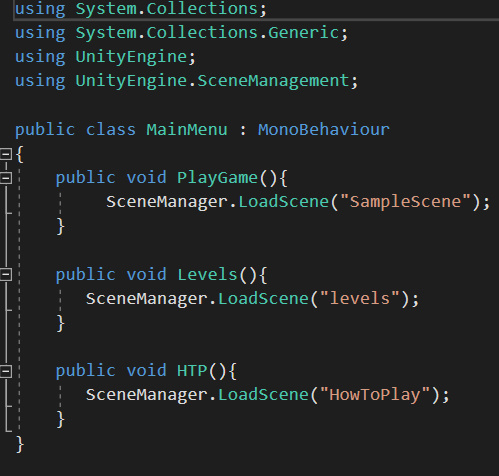 using System.Collections;
using System.Collections.Generic;
using UnityEngine;
using UnityEngine.SceneManagement;

public class MainMenu : MonoBehaviour
{
    public void PlayGame(){
         SceneManager.LoadScene("SampleScene");
    }

    public void Levels(){
       SceneManager.LoadScene("levels");
    }

    public void HTP(){
       SceneManager.LoadScene("HowToPlay");
    }
}